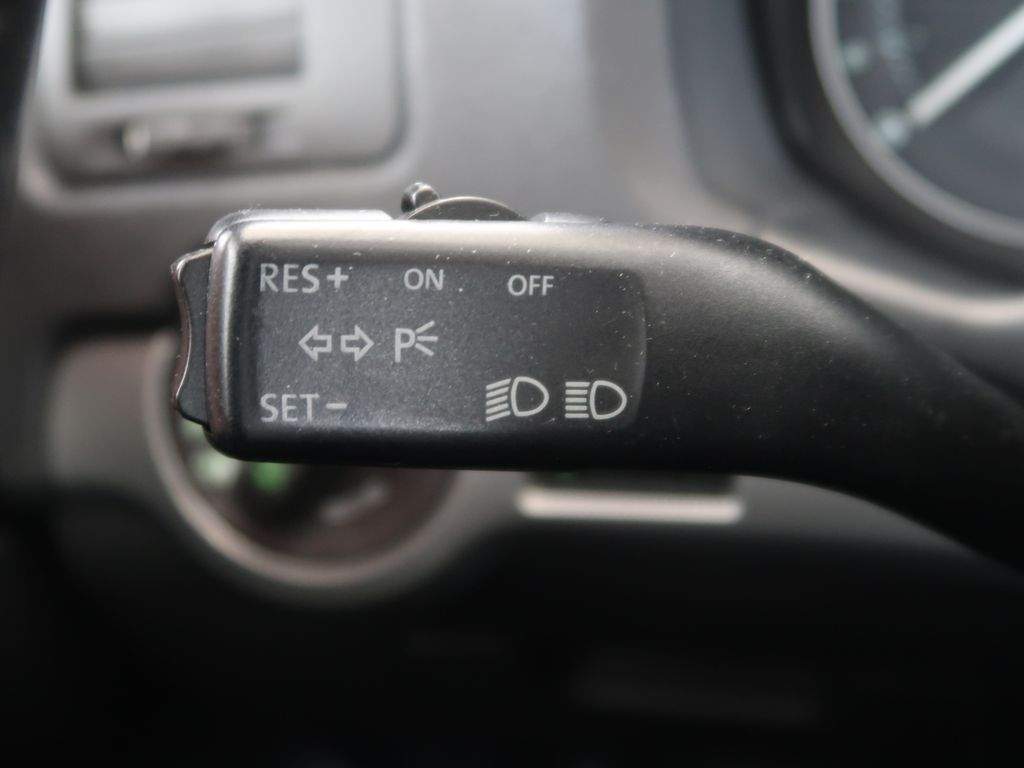 RES+ ON OFF
P
SET-